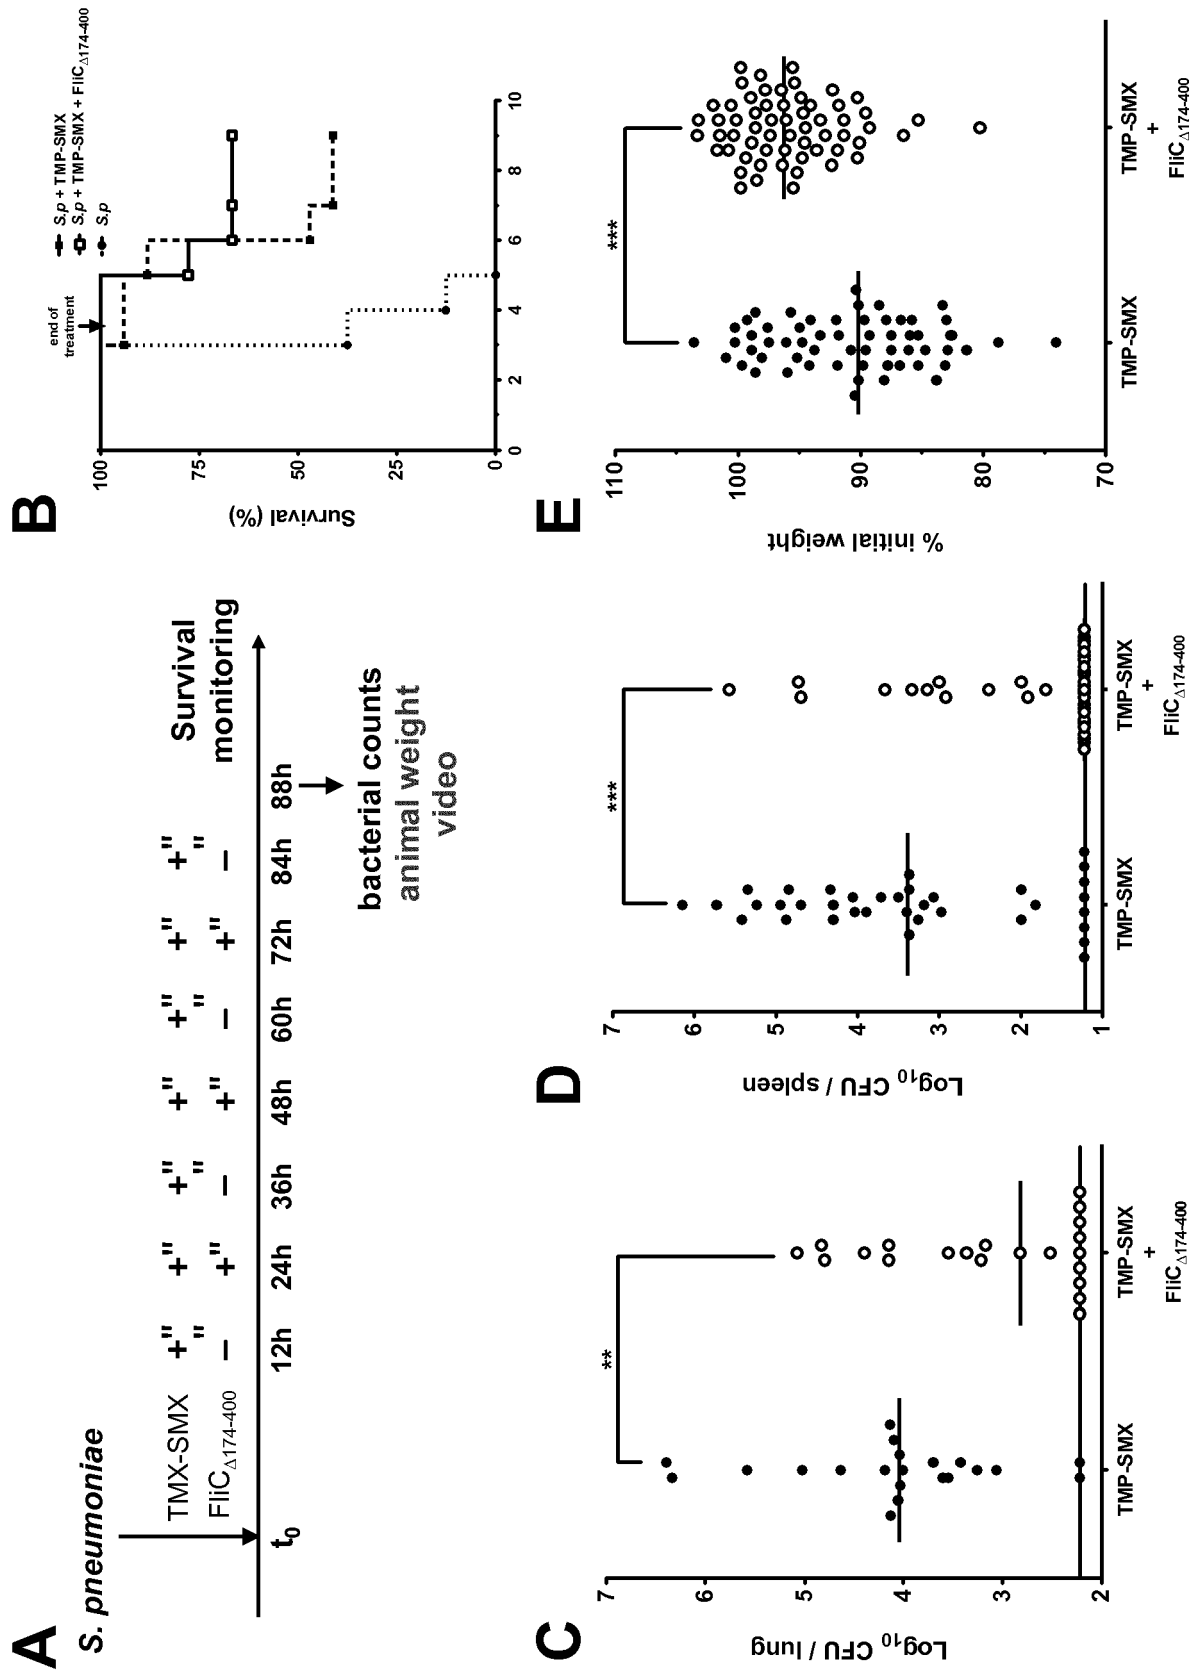 A
S. pneumoniae
TMX-SMX +" +" +" +" +" +" +"
FliCΔ174-400 –" +" –" +" –" +" –"
t0 12h 24h 36h 48h 60h 72h 84h 88h
Survival
monitoring
bacterial counts
animal weight
video
B
end of
treatment
S.p + TMP-SMX
S.p + TMP-SMX + FliCΔ174-400
S.p
Survival (%)
100
75
50
25
0
0 2 4 6 8 10
C
Log10 CFU / lung
7
6
5
4
3
2
**
TMP-SMX
TMP-SMX
+
FliCΔ174-400
D
Log10 CFU / spleen
7
6
5
4
3
2
1
***
TMP-SMX
TMP-SMX
+
FliCΔ174-400
E
% initial weight
110
100
90
80
70
***
TMP-SMX
TMP-SMX
+
FliCΔ174-400